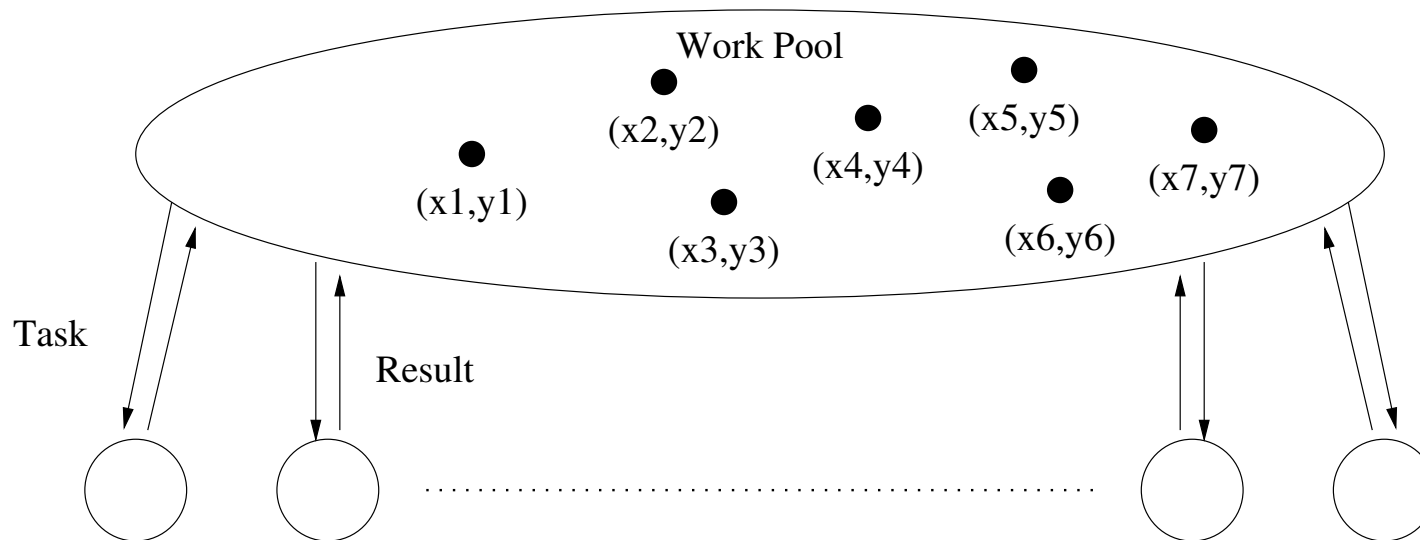 Work Pool
(x2,y2)
(x5,y5)
(x4,y4)
(x7,y7)
(x1,y1)
(x3,y3)
(x6,y6)
Task
Result